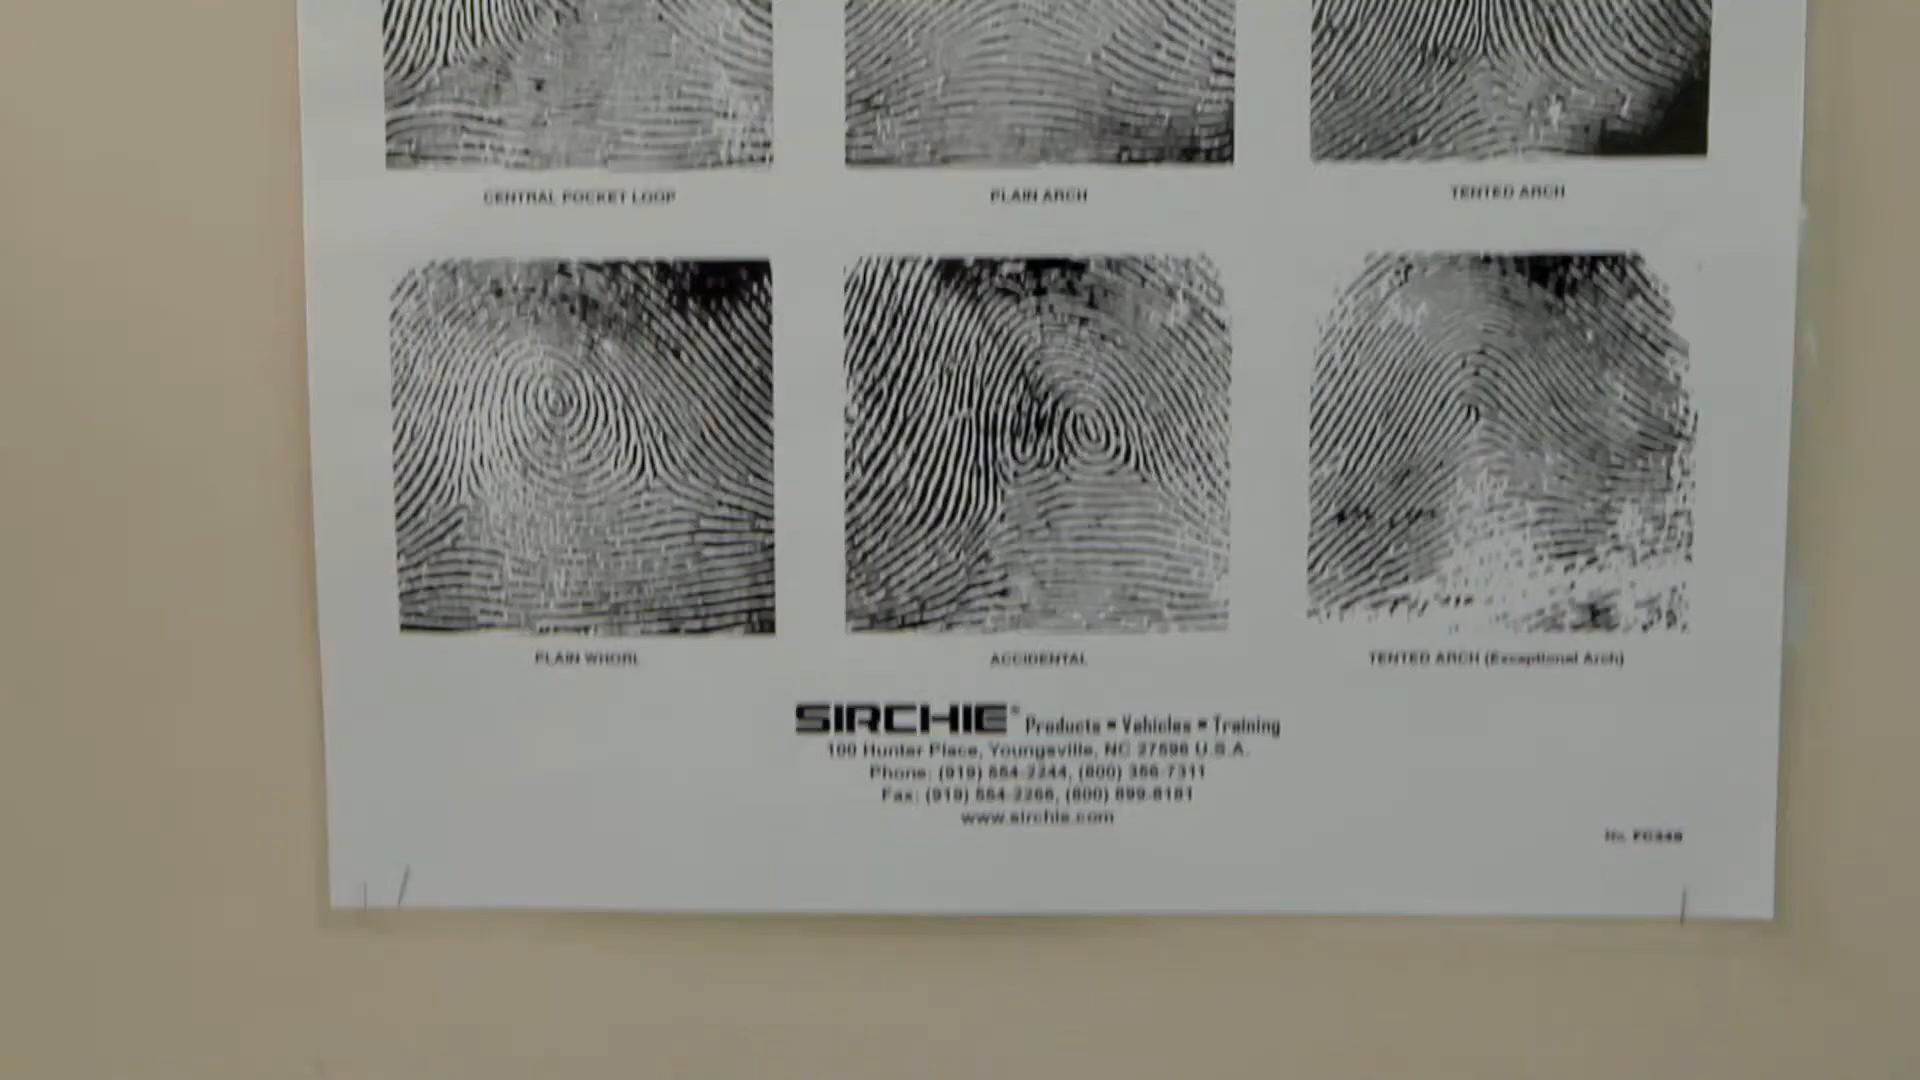 CENTRAL POCKET LOOP
PLAIN ARCH
TENTED ARCH
PLAIN WHORL
ACCIDENTAL
TENTED ARCH (Exceptional Arch)
SIRCHIE® Products • Vehicles • Training
100 Hunter Place, Youngsville, NC 27596 U.S.A.
Phone: (919) 554-2244, (800) 356-7311
Fax: (919) 554-2266, (800) 899-8181
www.sirchie.com
No.